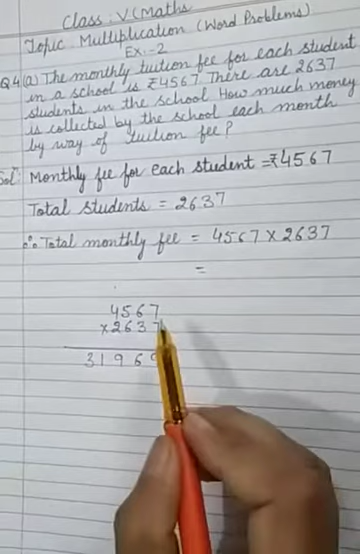 Class: V (Maths
Topic Multiplication (Word Problems)
Ex.-2
Q4(a) The monthly tuition fee for each student
in a school is ₹4567. There are 2637
students in the school How much money
is collected by the school each month
by way of tuition fee?
Solⁿ Monthly fee for each student = ₹4567
Total students = 2637
∴ Total monthly fee = 4567 × 2637
=
4567
×2637
31969